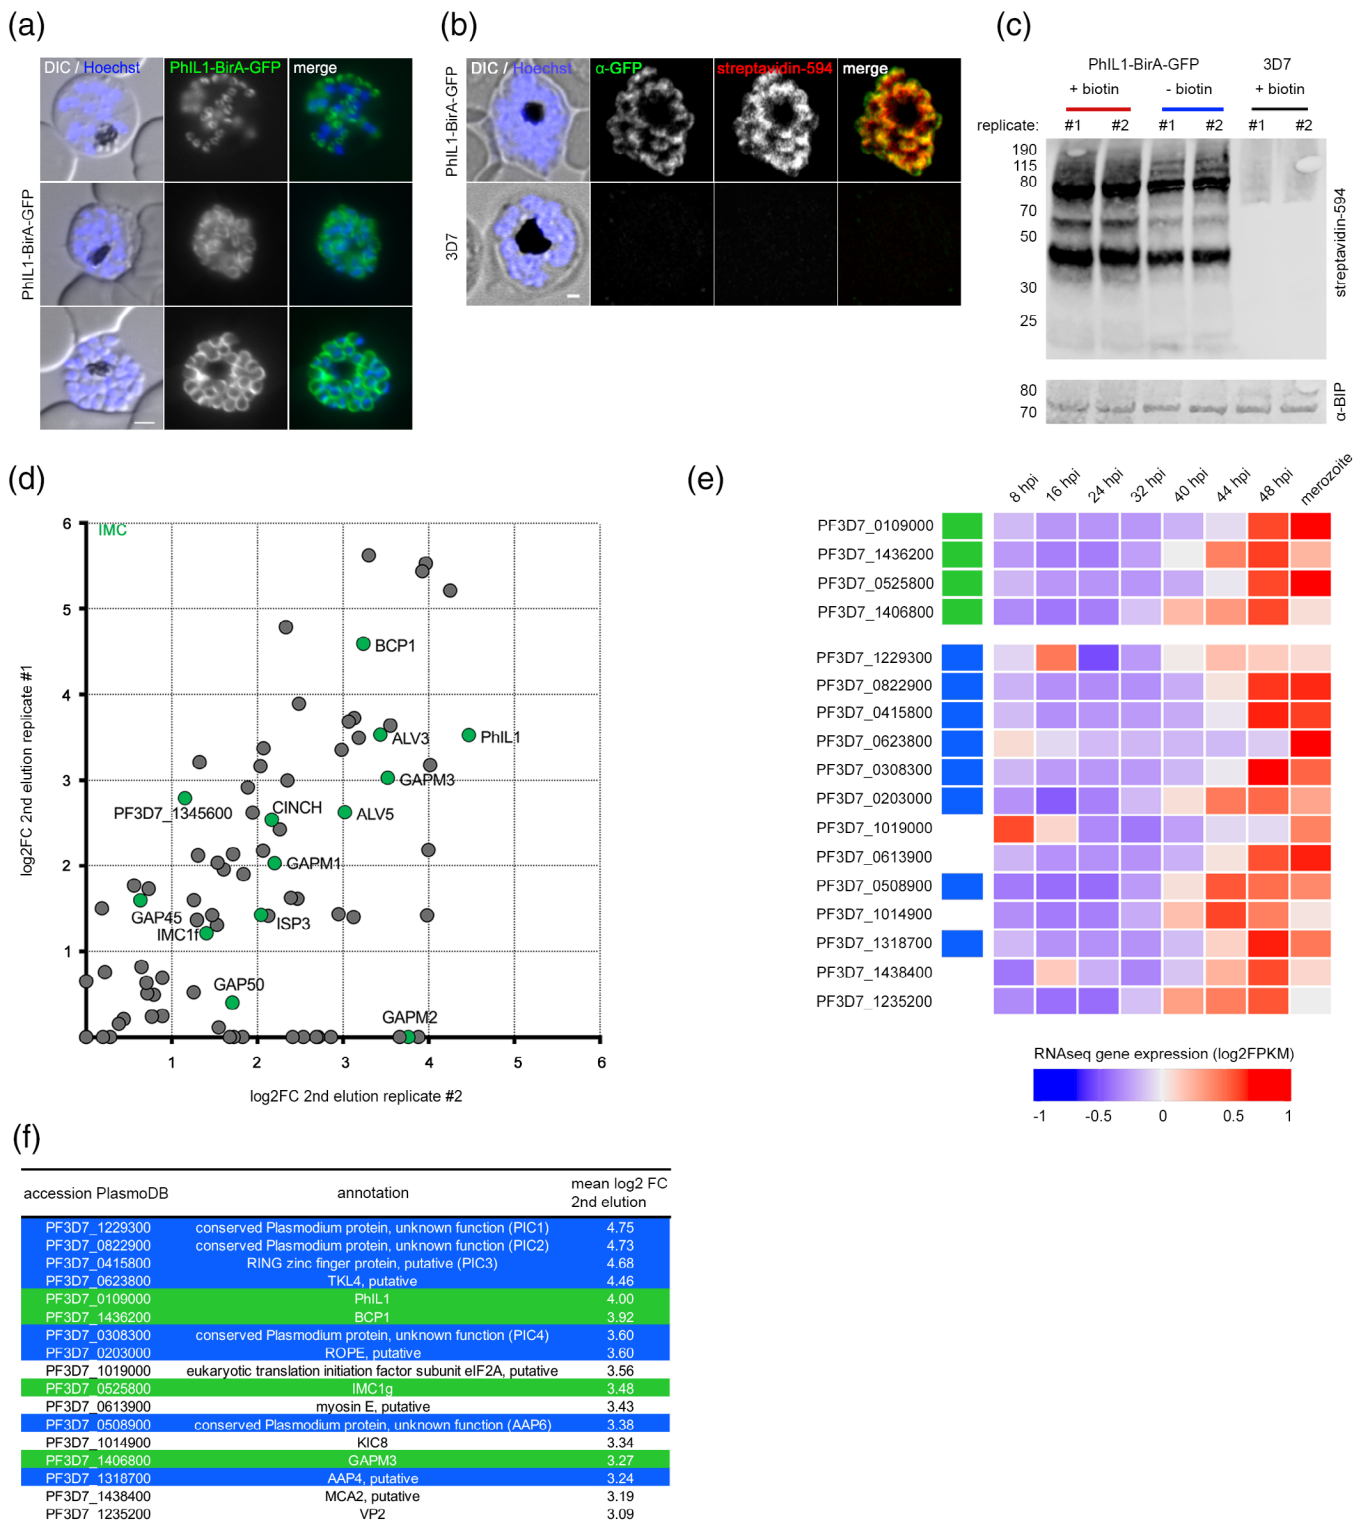 (a)
DIC / Hoechst PhIL1-BirA-GFP merge
PhIL1-BirA-GFP
(b)
DIC / Hoechst α-GFP streptavidin-594 merge
PhIL1-BirA-GFP
3D7
(c)
PhIL1-BirA-GFP 3D7
+ biotin - biotin + biotin
replicate: #1 #2 #1 #2 #1 #2
190
115
80
70
50
40
30
25
streptavidin-594
80
70
α-BIP
(d)
IMC
6
5
4
3
2
1
log2FC 2nd elution replicate #1
BCP1
ALV3
PhIL1
GAPM3
PF3D7_1345600
CINCH
ALV5
GAPM1
GAP45
ISP3
IMC1f
GAP50
GAPM2
1 2 3 4 5 6
log2FC 2nd elution replicate #2
(e)
8 hpi 16 hpi 24 hpi 32 hpi 40 hpi 44 hpi 48 hpi merozoite
PF3D7_0109000
PF3D7_1436200
PF3D7_0525800
PF3D7_1406800
PF3D7_1229300
PF3D7_0822900
PF3D7_0415800
PF3D7_0623800
PF3D7_0308300
PF3D7_0203000
PF3D7_1019000
PF3D7_0613900
PF3D7_0508900
PF3D7_1014900
PF3D7_1318700
PF3D7_1438400
PF3D7_1235200
RNAseq gene expression (log2FPKM)
-1 -0.5 0 0.5 1
(f)
accession PlasmoDB annotation mean log2 FC
2nd elution
PF3D7_1229300 conserved Plasmodium protein, unknown function (PIC1) 4.75
PF3D7_0822900 conserved Plasmodium protein, unknown function (PIC2) 4.73
PF3D7_0415800 RING zinc finger protein, putative (PIC3) 4.68
PF3D7_0623800 TKL4, putative 4.46
PF3D7_0109000 PhIL1 4.00
PF3D7_1436200 BCP1 3.92
PF3D7_0308300 conserved Plasmodium protein, unknown function (PIC4) 3.60
PF3D7_0203000 ROPE, putative 3.60
PF3D7_1019000 eukaryotic translation initiation factor subunit eIF2A, putative 3.56
PF3D7_0525800 IMC1g 3.48
PF3D7_0613900 myosin E, putative 3.43
PF3D7_0508900 conserved Plasmodium protein, unknown function (AAP6) 3.38
PF3D7_1014900 KIC8 3.34
PF3D7_1406800 GAPM3 3.27
PF3D7_1318700 AAP4, putative 3.24
PF3D7_1438400 MCA2, putative 3.19
PF3D7_1235200 VP2 3.09